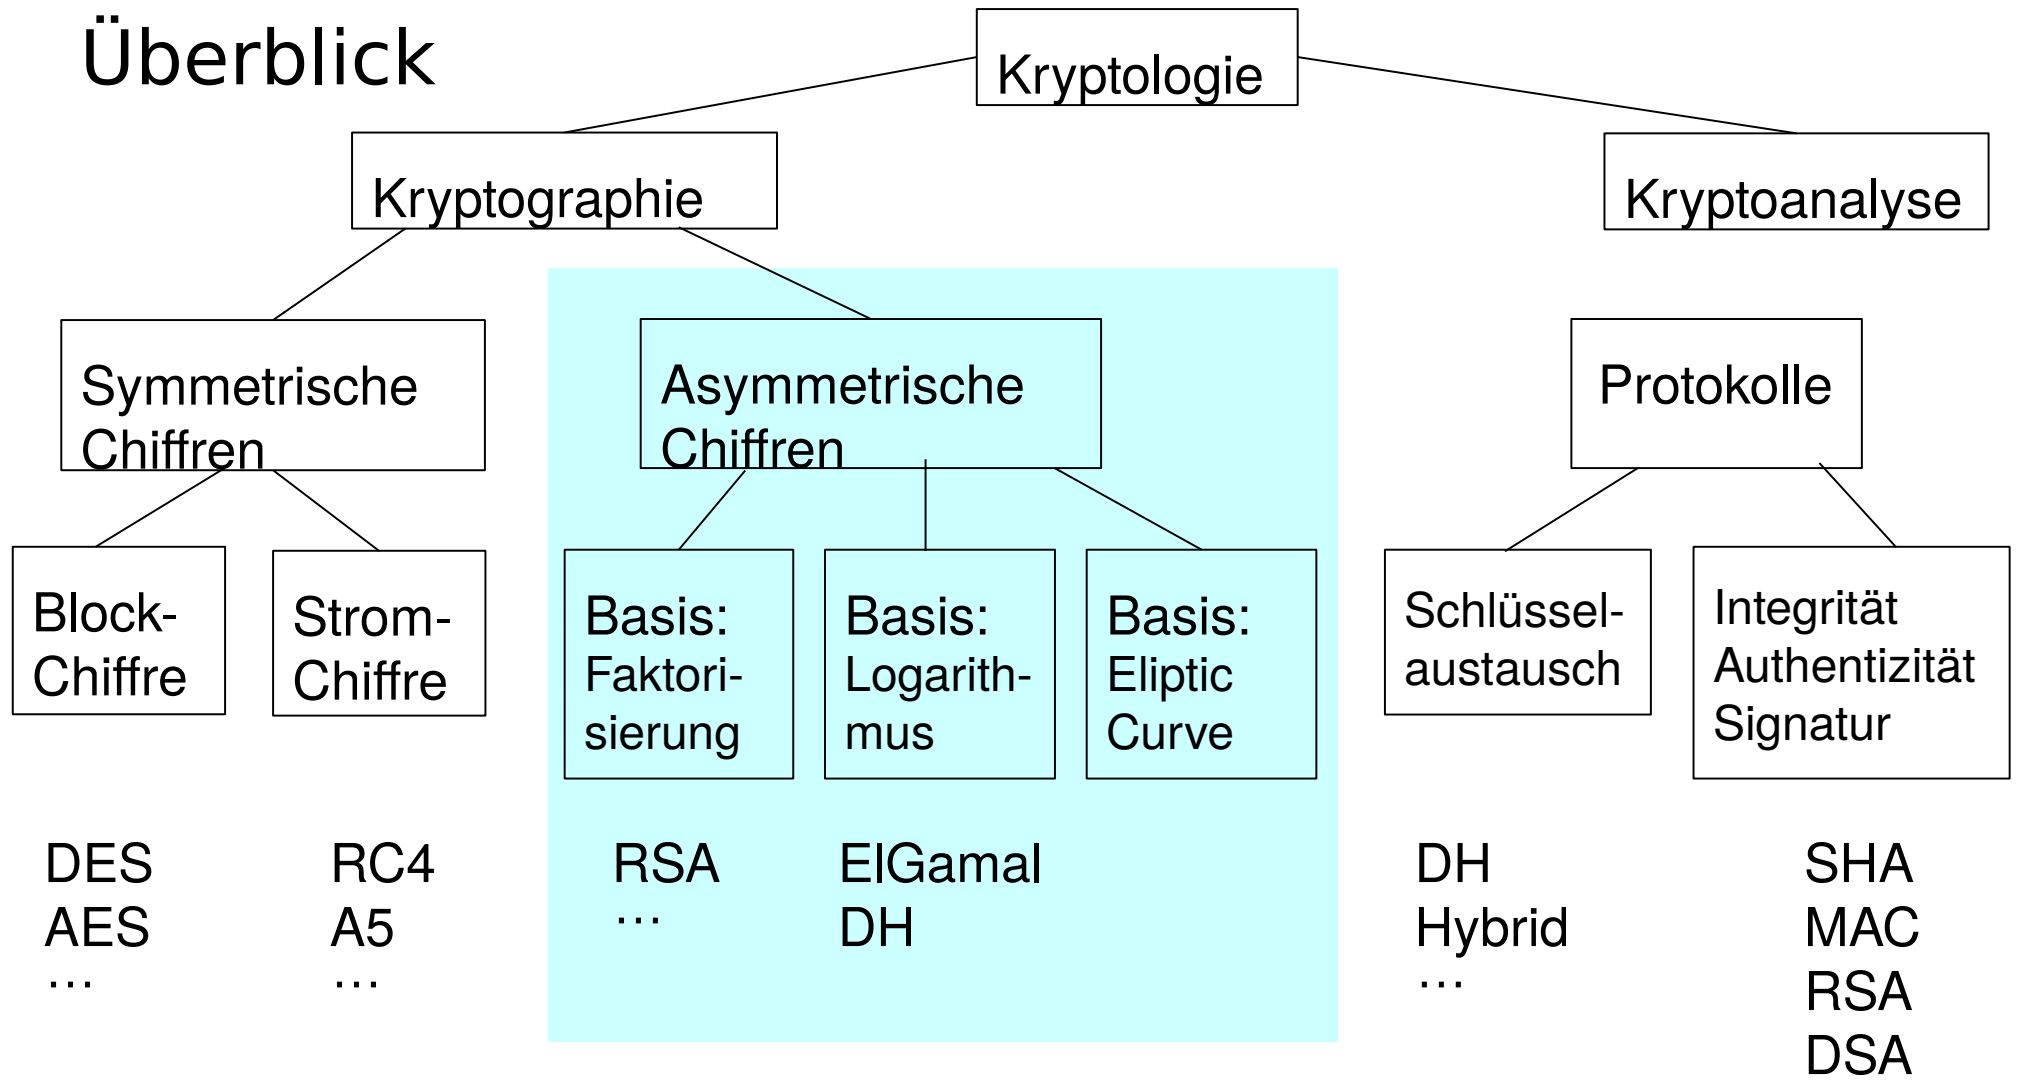 Überblick
Kryptologie
Kryptographie
Kryptoanalyse
Symmetrische
Chiffren
Asymmetrische
Chiffren
Protokolle
Block-
Chiffre
Strom-
Chiffre
Basis:
Faktori-
sierung
Basis:
Logarith-
mus
Basis:
Eliptic
Curve
Schlüssel-
austausch
Integrität
Authentizität
Signatur
DES
AES
…
RC4
A5
…
RSA
…
ElGamal
DH
DH
Hybrid
…
SHA
MAC
RSA
DSA